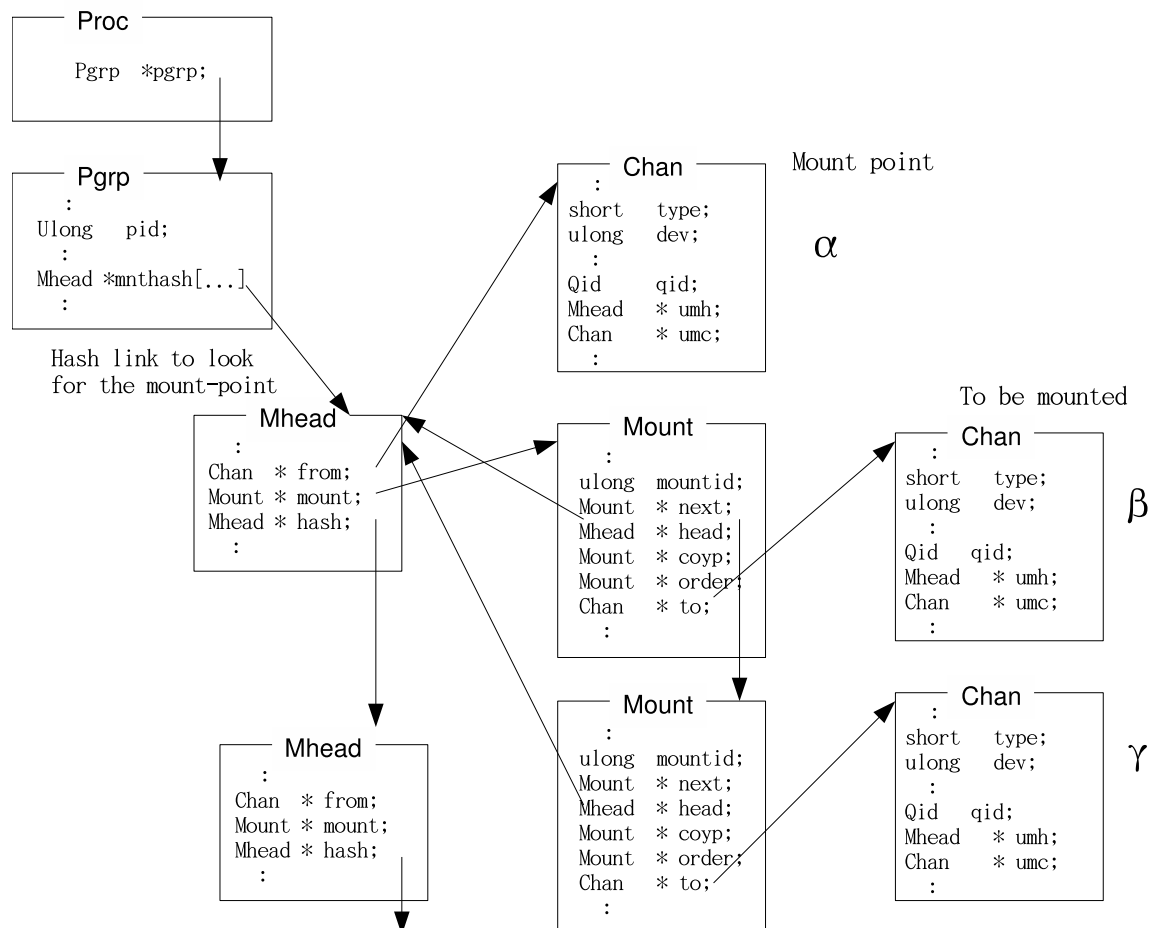 Proc
Pgrp *pgrp;
Pgrp
:
Ulong pid;
:
Mhead *mnthash[...]
:
Hash link to look
for the mount-point
Chan
:
short type;
ulong dev;
:
Qid qid;
Mhead * umh;
Chan * umc;
:
Mount point
α
Mhead
:
Chan * from;
Mount * mount;
Mhead * hash;
:
Mount
:
ulong mountid;
Mount * next;
Mhead * head;
Mount * coyp;
Mount * order;
Chan * to;
:
To be mounted
Chan
:
short type;
ulong dev;
:
Qid qid;
Mhead * umh;
Chan * umc;
:
β
Mhead
:
Chan * from;
Mount * mount;
Mhead * hash;
:
Mount
:
ulong mountid;
Mount * next;
Mhead * head;
Mount * coyp;
Mount * order;
Chan * to;
:
Chan
:
short type;
ulong dev;
:
Qid qid;
Mhead * umh;
Chan * umc;
:
γ